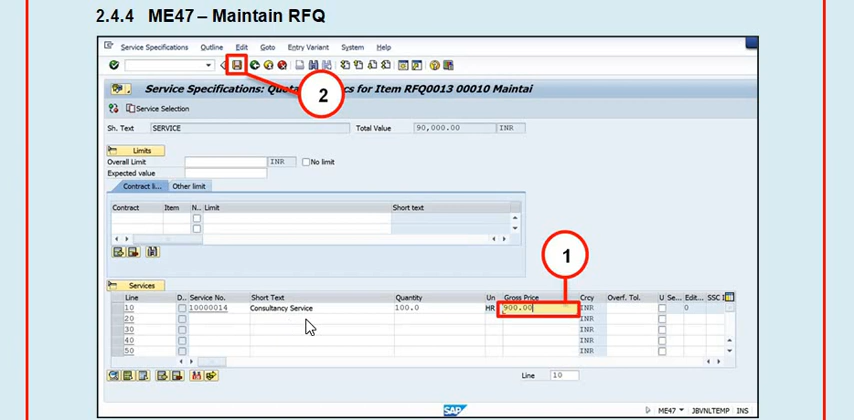 2.4.4 ME47 – Maintain RFQ
Service Specifications Outline Edit Goto Entry Variant System Help
Service Specifications: Quota cs for Item RFQ0013 00010 Maintai
2
Service Selection
Sh. Text SERVICE Total Value 90,000.00 INR
Limits
Overall Limit INR No limit
Expected value
Contract li... Other limit
Contract Item N.. Limit Short text
1
Services
Line D.. Service No. Short Text Quantity Un Gross Price Crcy Overf. Tol. U Se... Edit... SSC I
10 10000014 Consultancy Service 100.0 HR 900.00 INR 0
20 INR
30 INR
40 INR
50 INR
Line 10
SAP ME47 JBVNLTEMP INS